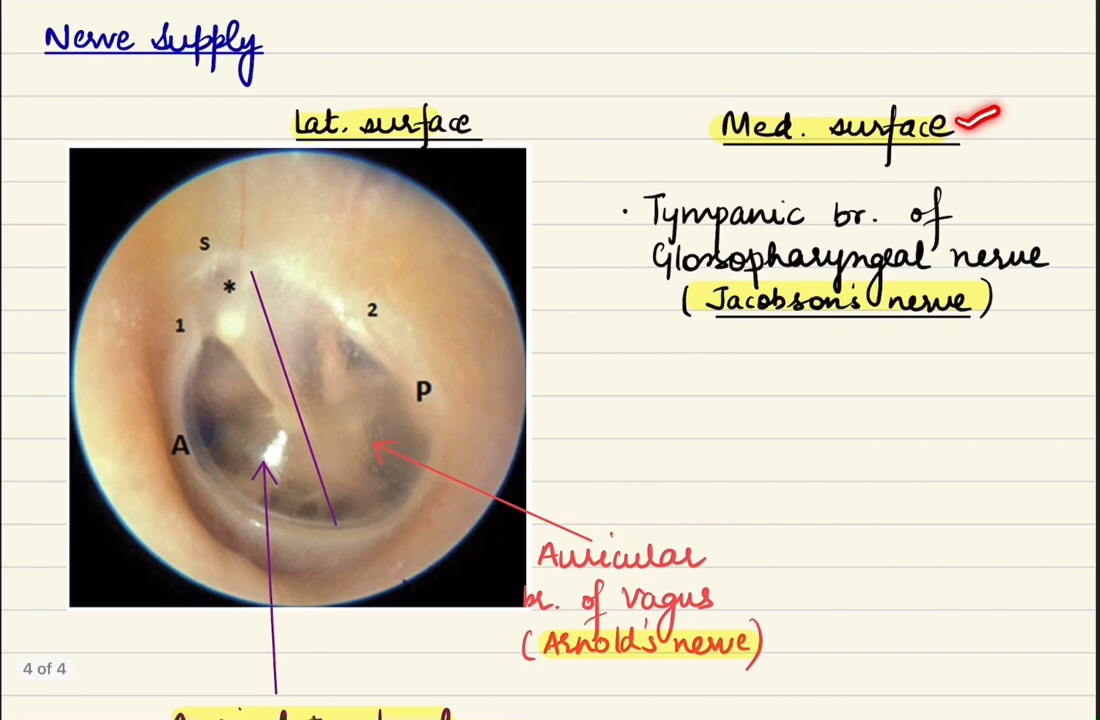 Nerve Supply
Lat. surface
Med. surface
S
*
1
2
P
A
· Tympanic br. of
Glossopharyngeal nerve
(Jacobson's nerve)
Auricular
br. of vagus
(Arnold's nerve)
4 of 4